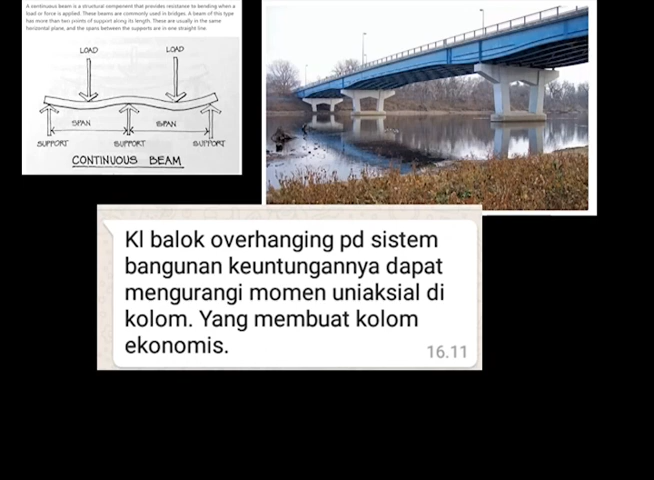 A continuous beam is a structural component that provides resistance to bending when a
load or force is applied. These beams are commonly used in bridges. A beam of this type
has more than two points of support along its length. These are usually in the same
horizontal plane, and the spans between the supports are in one straight line.
LOAD LOAD
SPAN SPAN
SUPPORT SUPPORT SUPPORT
CONTINUOUS BEAM
Kl balok overhanging pd sistem
bangunan keuntungannya dapat
mengurangi momen uniaksial di
kolom. Yang membuat kolom
ekonomis.
16.11